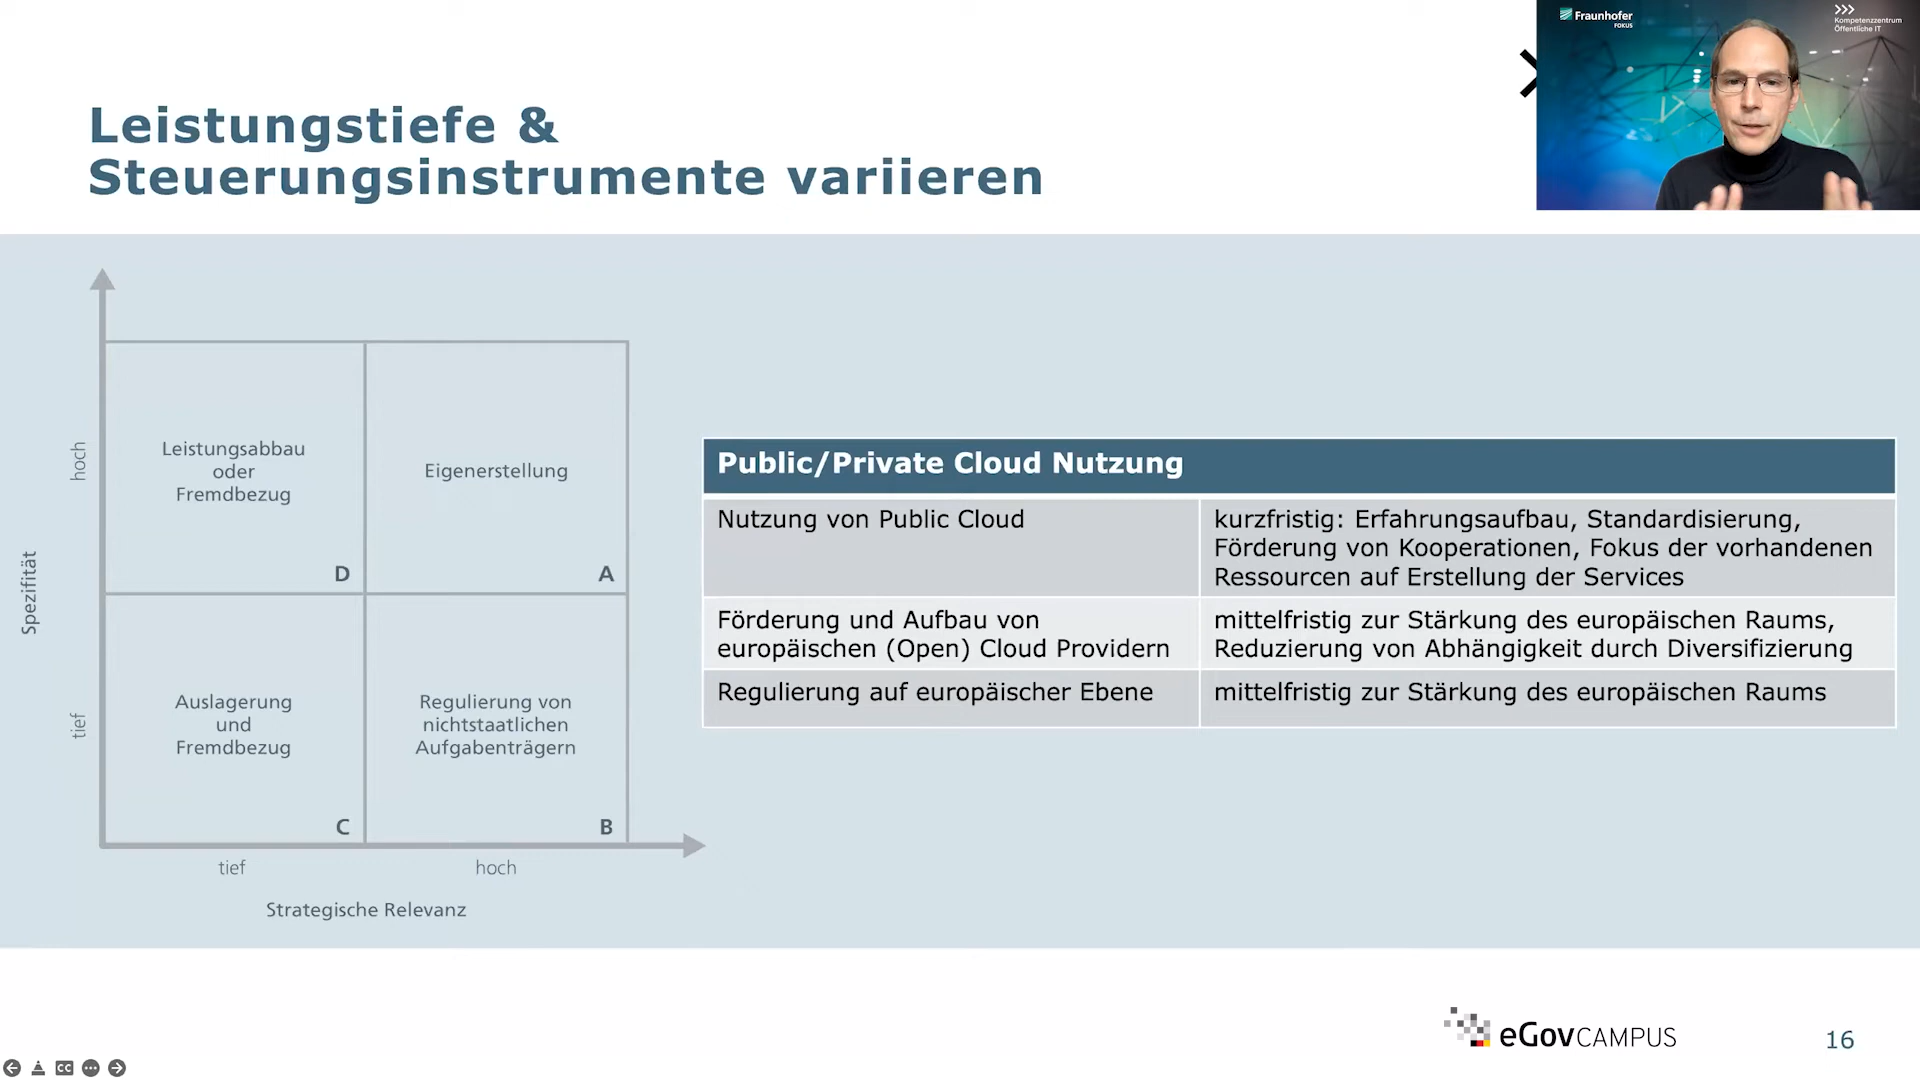 Fraunhofer
FOKUS
Kompetenzzentrum
Öffentliche IT
Leistungstiefe &
Steuerungsinstrumente variieren
Spezifität
hoch
tief
Leistungsabbau
oder
Fremdbezug
D
Eigenerstellung
A
Auslagerung
und
Fremdbezug
C
Regulierung von
nichtstaatlichen
Aufgabenträgern
B
tief
hoch
Strategische Relevanz
Public/Private Cloud Nutzung
Nutzung von Public Cloud
kurzfristig: Erfahrungsaufbau, Standardisierung,
Förderung von Kooperationen, Fokus der vorhandenen
Ressourcen auf Erstellung der Services
Förderung und Aufbau von
europäischen (Open) Cloud Providern
mittelfristig zur Stärkung des europäischen Raums,
Reduzierung von Abhängigkeit durch Diversifizierung
Regulierung auf europäischer Ebene
mittelfristig zur Stärkung des europäischen Raums
eGovCAMPUS
16
CC